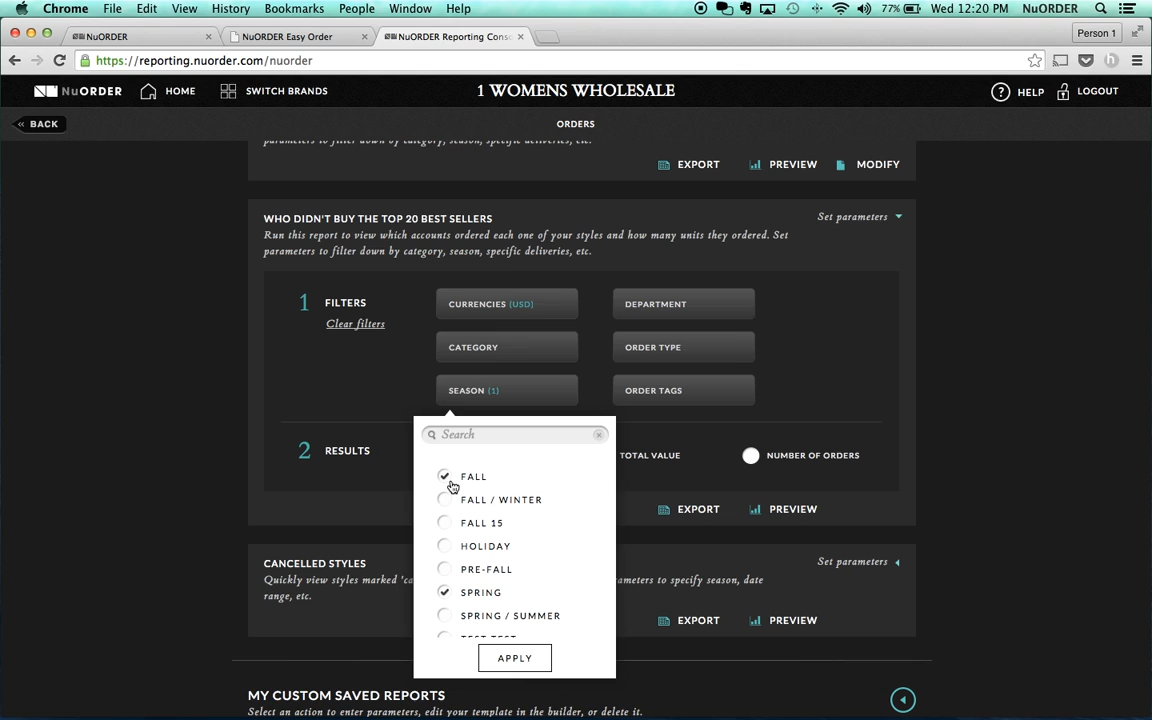 Chrome File Edit View History Bookmarks People Window Help 77% Wed 12:20 PM NuORDER
NuORDER NuORDER Easy Order NuORDER Reporting Cons Person 1
https://reporting.nuorder.com/nuorder
NuORDER HOME SWITCH BRANDS 1 WOMENS WHOLESALE HELP LOGOUT
« BACK ORDERS
parameters to filter down by category, season, specific deliveries, etc.
EXPORT PREVIEW MODIFY
WHO DIDN'T BUY THE TOP 20 BEST SELLERS Set parameters
Run this report to view which accounts ordered each one of your styles and how many units they ordered. Set
parameters to filter down by category, season, specific deliveries, etc.
1 FILTERS CURRENCIES (USD) DEPARTMENT
Clear filters
CATEGORY ORDER TYPE
SEASON (1) ORDER TAGS
Search
2 RESULTS TOTAL VALUE NUMBER OF ORDERS
FALL
FALL / WINTER
EXPORT PREVIEW
FALL 15
HOLIDAY
CANCELLED STYLES Set parameters
PRE-FALL
Quickly view styles marked 'ca ameters to specify season, date
range, etc.
SPRING
SPRING / SUMMER
EXPORT PREVIEW
TEST TEST
APPLY
MY CUSTOM SAVED REPORTS
Select an action to enter parameters, edit your template in the builder, or delete it.